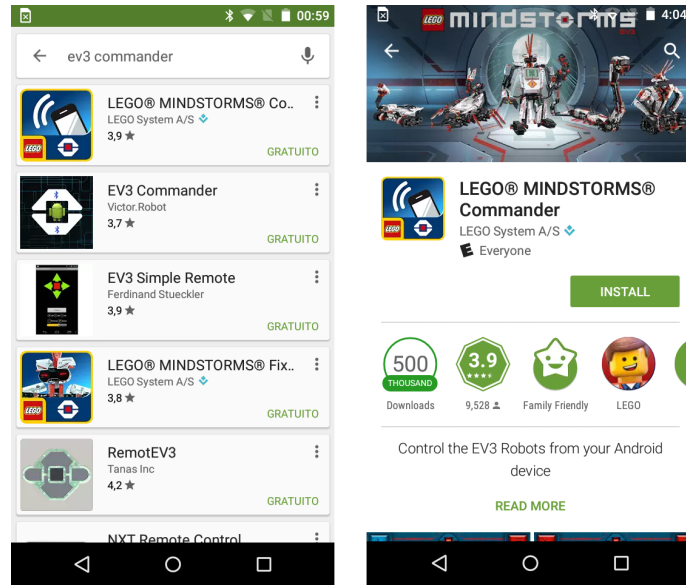 00:59
ev3 commander
LEGO® MINDSTORMS® Co..
LEGO System A/S
3,9
GRATUITO
EV3 Commander
Victor.Robot
3,7
GRATUITO
EV3 Simple Remote
Ferdinand Stueckler
3,9
GRATUITO
LEGO® MINDSTORMS® Fix..
LEGO System A/S
3,8
GRATUITO
RemotEV3
Tanas Inc
4,2
GRATUITO
NXT Remote Control
LEGO
LEGO
4:04
LEGO mindstorms
LEGO
LEGO® MINDSTORMS®
Commander
LEGO System A/S
E Everyone
INSTALL
500
THOUSAND
Downloads
3.9
9,528
Family Friendly
LEGO
Control the EV3 Robots from your Android
device
READ MORE